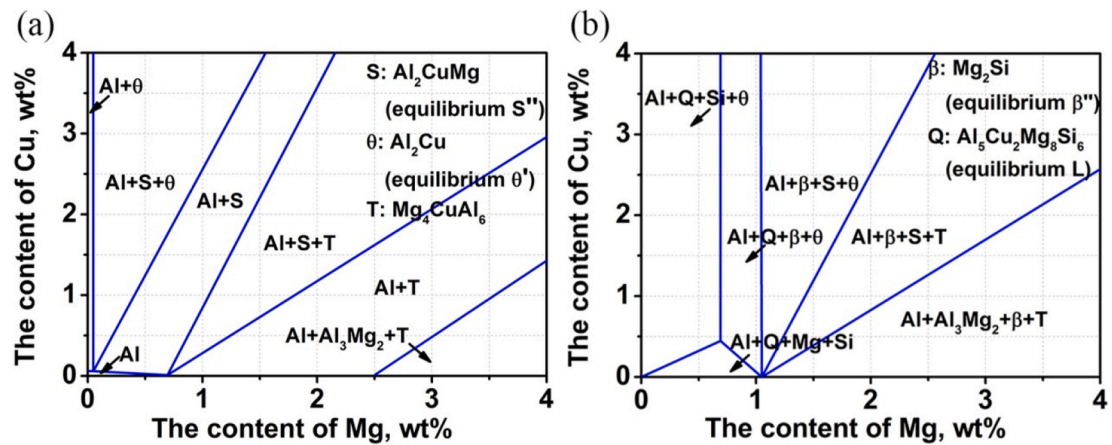 (a)
The content of Cu, wt%
4
3
2
1
0
Al+θ
Al+S+θ
Al+S
Al+S+T
Al+T
Al+Al₃Mg₂+T
Al
S: Al₂CuMg
(equilibrium S'')
θ: Al₂Cu
(equilibrium θ')
T: Mg₄CuAl₆
0 1 2 3 4
The content of Mg, wt%
(b)
The content of Cu, wt%
4
3
2
1
0
Al+Q+Si+θ
Al+β+S+θ
Al+Q+β+θ
Al+β+S+T
Al+Al₃Mg₂+β+T
Al+Q+Mg+Si
β: Mg₂Si
(equilibrium β'')
Q: Al₅Cu₂Mg₈Si₆
(equilibrium L)
0 1 2 3 4
The content of Mg, wt%